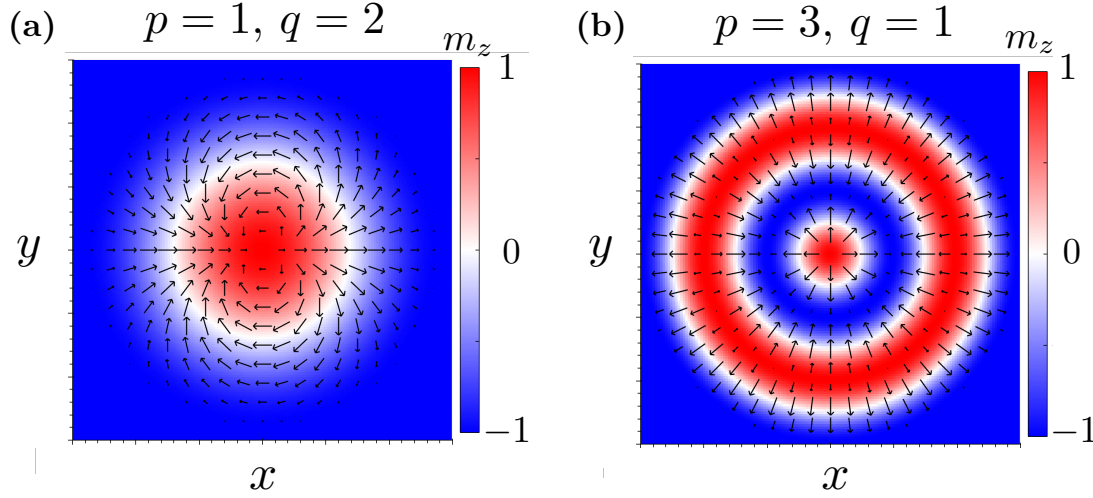 (a) p = 1, q = 2
m_z
1
0
−1
y
x
(b) p = 3, q = 1
m_z
1
0
−1
y
x